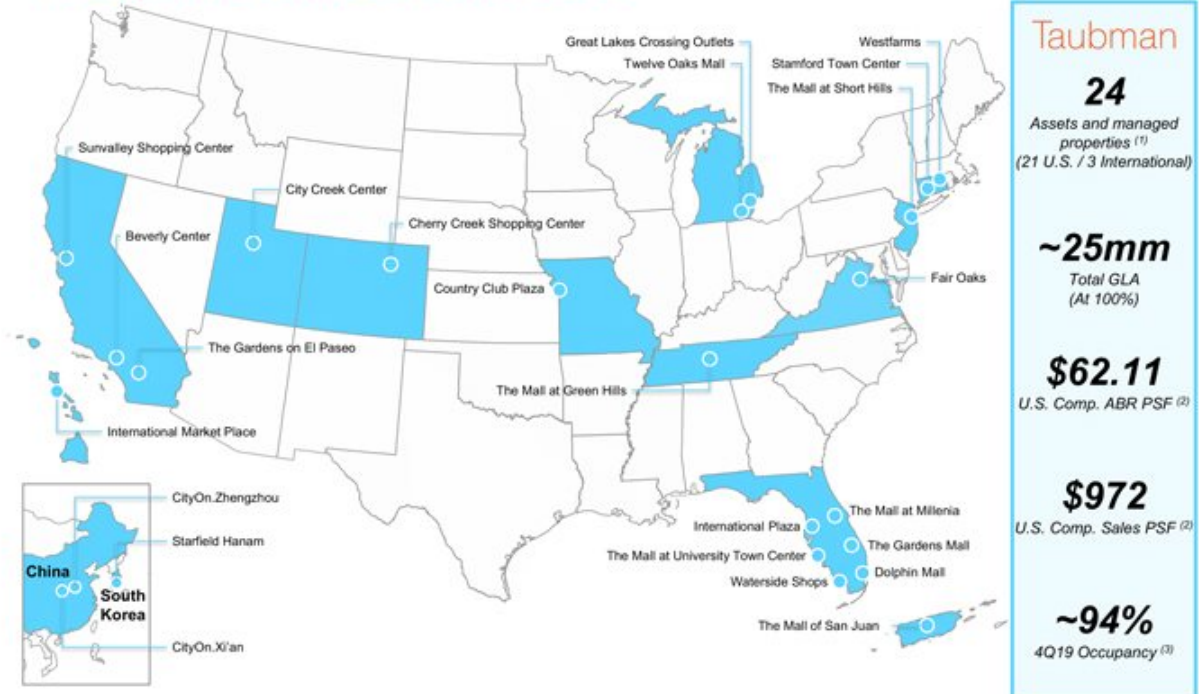 Great Lakes Crossing Outlets
Westfarms
Twelve Oaks Mall
Stamford Town Center
The Mall at Short Hills
Sunvalley Shopping Center
City Creek Center
Cherry Creek Shopping Center
Beverly Center
Fair Oaks
Country Club Plaza
The Gardens on El Paseo
The Mall at Green Hills
International Market Place
CityOn.Zhengzhou
Starfield Hanam
China
South
Korea
CityOn.Xi'an
The Mall at Millenia
International Plaza
The Gardens Mall
The Mall at University Town Center
Dolphin Mall
Waterside Shops
The Mall of San Juan
Taubman
24
Assets and managed
properties (1)
(21 U.S. / 3 International)
~25mm
Total GLA
(At 100%)
$62.11
U.S. Comp. ABR PSF (2)
$972
U.S. Comp. Sales PSF (2)
~94%
4Q19 Occupancy (3)